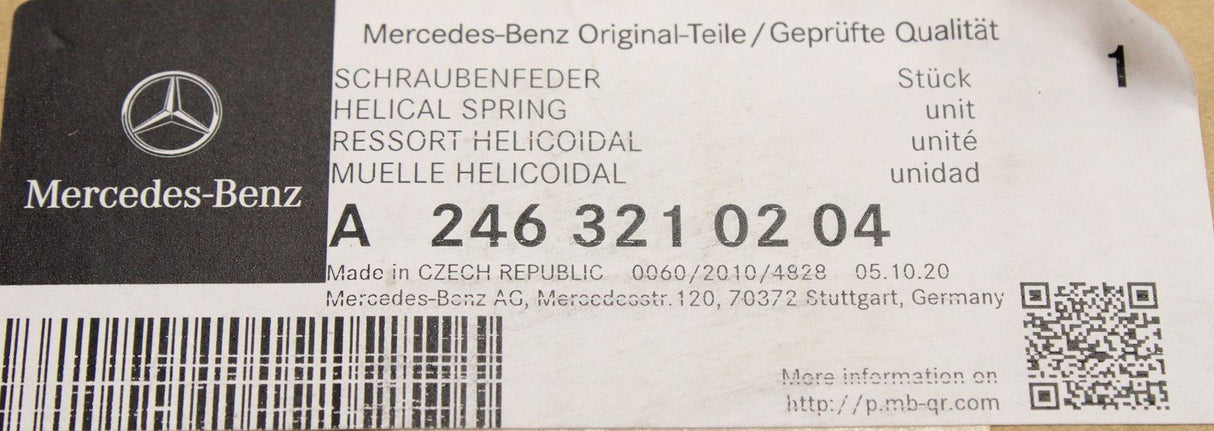 Mercedes-Benz
Mercedes-Benz Original-Teile/Geprüfte Qualität
SCHRAUBENFEDER Stück 1
HELICAL SPRING unit
RESSORT HELICOIDAL unité
MUELLE HELICOIDAL unidad
A 246 321 02 04
Made in CZECH REPUBLIC 0060/2010/4828 05.10.20
Mercedes-Benz AG, Mercedesstr. 120, 70372 Stuttgart, Germany
More information on
http://p.mb-qr.com